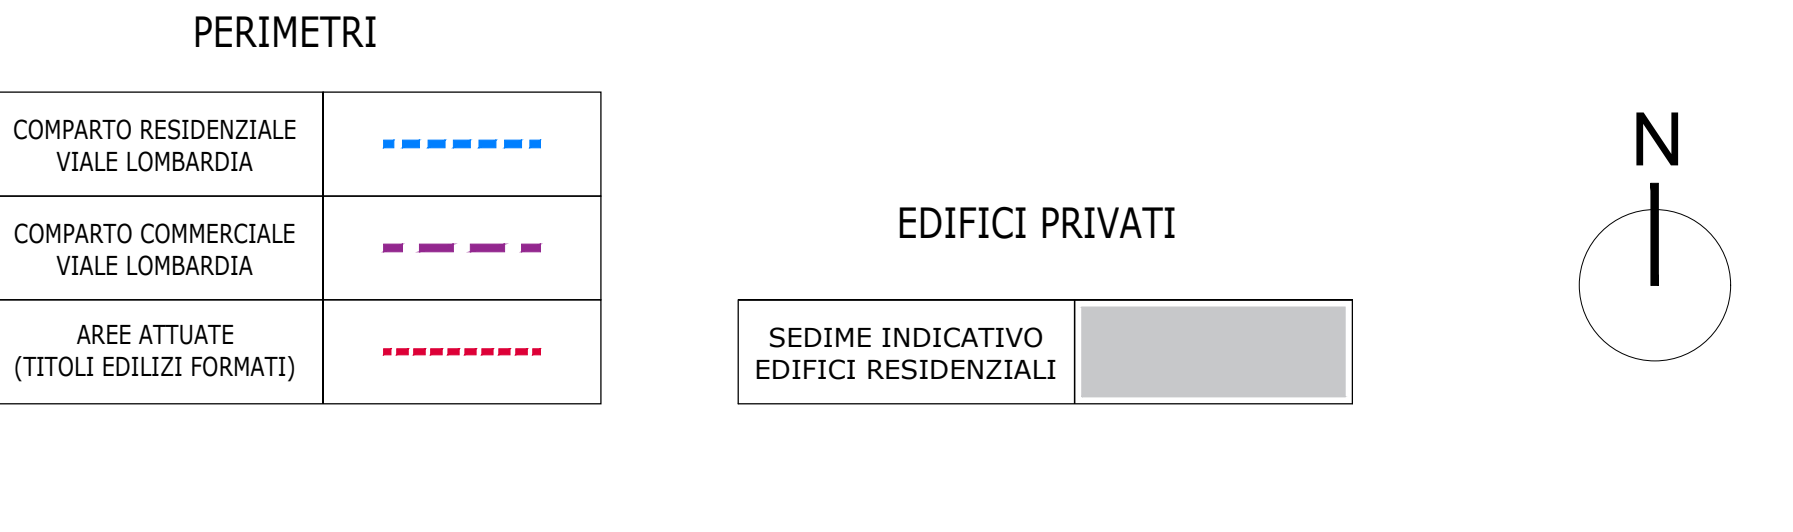 PERIMETRI
COMPARTO RESIDENZIALE
VIALE LOMBARDIA
COMPARTO COMMERCIALE
VIALE LOMBARDIA
AREE ATTUATE
(TITOLI EDILIZI FORMATI)
EDIFICI PRIVATI
SEDIME INDICATIVO
EDIFICI RESIDENZIALI
N